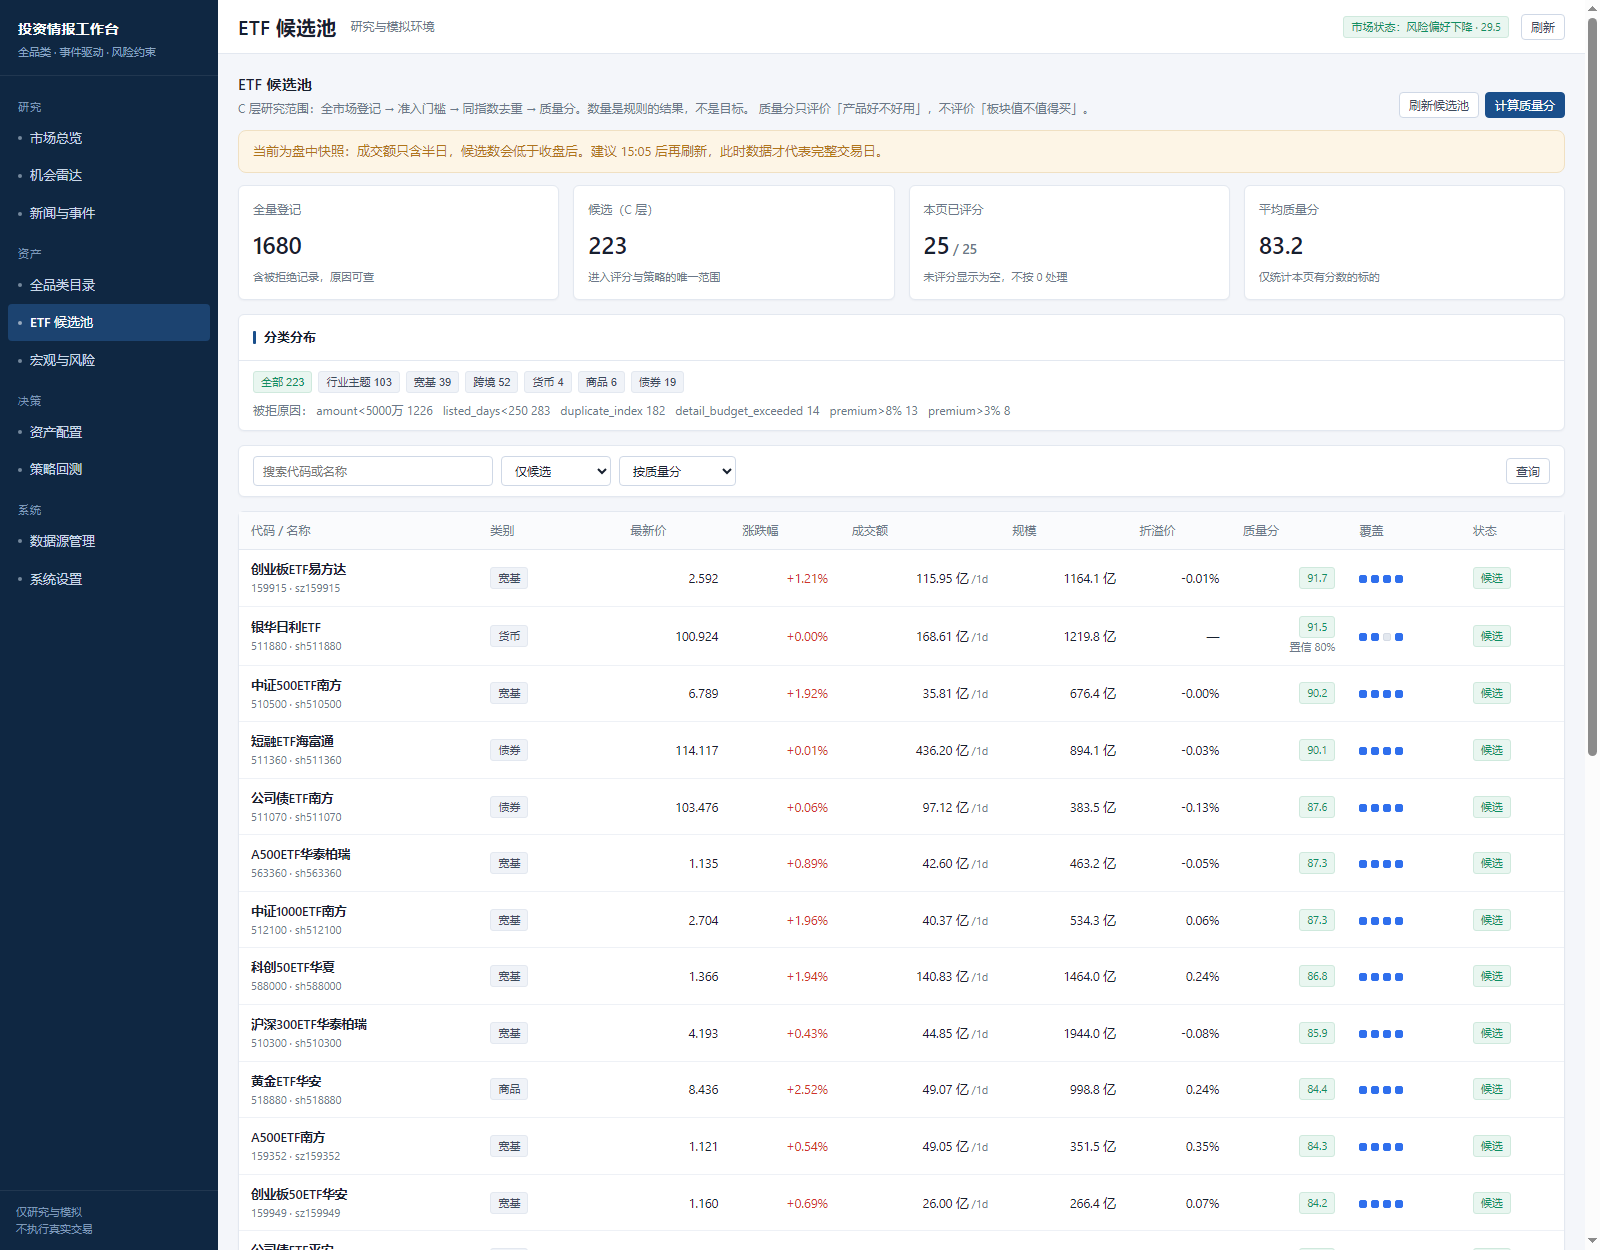 投资情报工作台
全品类 · 事件驱动 · 风险约束
研究
市场总览
机会雷达
新闻与事件
资产
全品类目录
ETF 候选池
宏观与风险
决策
资产配置
策略回测
系统
数据源管理
系统设置
仅研究与模拟
不执行真实交易
ETF 候选池 研究与模拟环境
市场状态：风险偏好下降 · 29.5 刷新
ETF 候选池
C 层研究范围：全市场登记 → 准入门槛 → 同指数去重 → 质量分。数量是规则的结果，不是目标。 质量分只评价「产品好不好用」，不评价「板块值不值得买」。
刷新候选池 计算质量分
当前为盘中快照：成交额只含半日，候选数会低于收盘后。建议 15:05 后再刷新，此时数据才代表完整交易日。
全量登记
1680
含被拒绝记录，原因可查
候选（C 层）
223
进入评分与策略的唯一范围
本页已评分
25 / 25
未评分显示为空，不按 0 处理
平均质量分
83.2
仅统计本页有分数的标的
分类分布
全部 223 行业主题 103 宽基 39 跨境 52 货币 4 商品 6 债券 19
被拒原因： amount<5000万 1226 listed_days<250 283 duplicate_index 182 detail_budget_exceeded 14 premium>8% 13 premium>3% 8
搜索代码或名称 仅候选 按质量分 查询
代码 / 名称 类别 最新价 涨跌幅 成交额 规模 折溢价 质量分 覆盖 状态
创业板ETF易方达
159915 · sz159915
宽基 2.592 +1.21% 115.95 亿 /1d 1164.1 亿 -0.01% 91.7 候选
银华日利ETF
511880 · sh511880
货币 100.924 +0.00% 168.61 亿 /1d 1219.8 亿 — 91.5 候选
置信 80%
中证500ETF南方
510500 · sh510500
宽基 6.789 +1.92% 35.81 亿 /1d 676.4 亿 -0.00% 90.2 候选
短融ETF海富通
511360 · sh511360
债券 114.117 +0.01% 436.20 亿 /1d 894.1 亿 -0.03% 90.1 候选
公司债ETF南方
511070 · sh511070
债券 103.476 +0.06% 97.12 亿 /1d 383.5 亿 -0.13% 87.6 候选
A500ETF华泰柏瑞
563360 · sh563360
宽基 1.135 +0.89% 42.60 亿 /1d 463.2 亿 -0.05% 87.3 候选
中证1000ETF南方
512100 · sh512100
宽基 2.704 +1.96% 40.37 亿 /1d 534.3 亿 0.06% 87.3 候选
科创50ETF华夏
588000 · sh588000
宽基 1.366 +1.94% 140.83 亿 /1d 1464.0 亿 0.24% 86.8 候选
沪深300ETF华泰柏瑞
510300 · sh510300
宽基 4.193 +0.43% 44.85 亿 /1d 1944.0 亿 -0.08% 85.9 候选
黄金ETF华安
518880 · sh518880
商品 8.436 +2.52% 49.07 亿 /1d 998.8 亿 0.24% 84.4 候选
A500ETF南方
159352 · sz159352
宽基 1.121 +0.54% 49.05 亿 /1d 351.5 亿 0.35% 84.3 候选
创业板50ETF华安
159949 · sz159949
宽基 1.160 +0.69% 26.00 亿 /1d 266.4 亿 0.07% 84.2 候选
公司债ETF平安